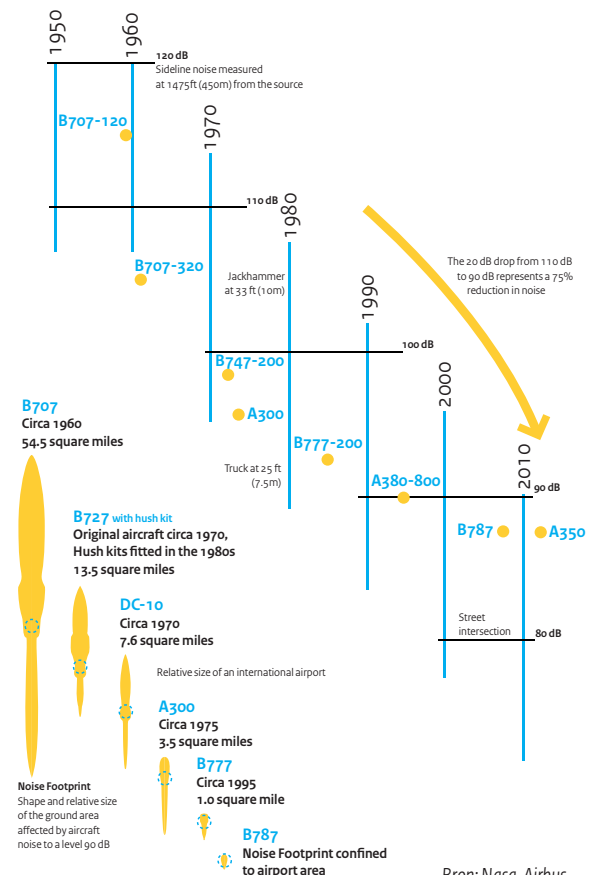 1950
1960
120 dB
Sideline noise measured
at 1475ft (450m) from the source
B707-120
1970
110 dB
1980
B707-320
Jackhammer
at 33 ft (10m)
The 20 dB drop from 110 dB
to 90 dB represents a 75%
reduction in noise
1990
100 dB
B747-200
2000
A300
B777-200
Truck at 25 ft
(7.5m)
A380-800
2010
90 dB
B787
A350
Street
intersection
80 dB
B707
Circa 1960
54.5 square miles
B727 with hush kit
Original aircraft circa 1970,
Hush kits fitted in the 1980s
13.5 square miles
DC-10
Circa 1970
7.6 square miles
Relative size of an international airport
A300
Circa 1975
3.5 square miles
B777
Circa 1995
1.0 square mile
Noise Footprint
Shape and relative size
of the ground area
affected by aircraft
noise to a level 90 dB
B787
Noise Footprint confined
to airport area
Bron: Nasa, Airbus